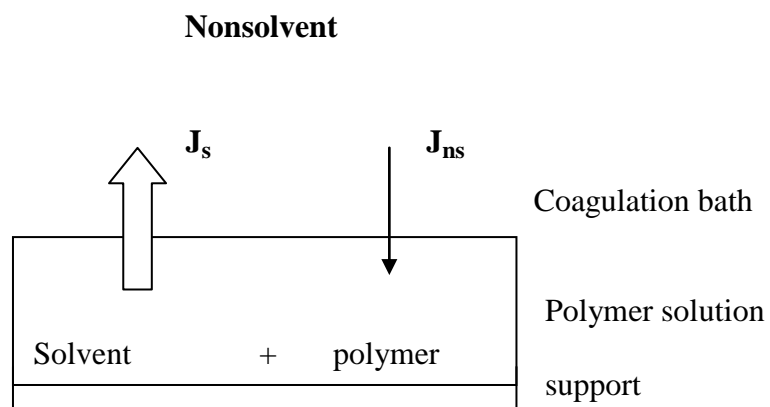 Nonsolvent
Jₛ Jₙₛ
Coagulation bath
Polymer solution
Solvent + polymer
support